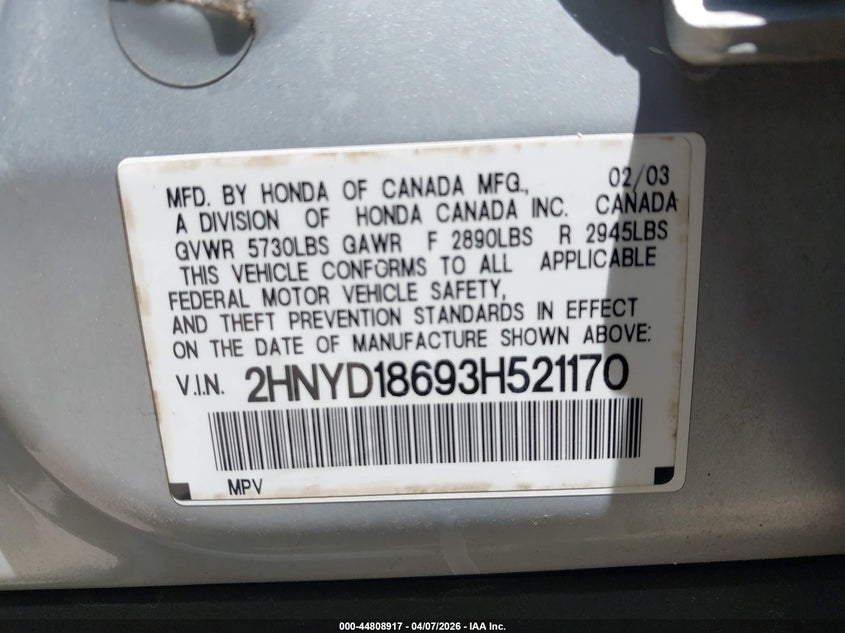 MFD. BY HONDA OF CANADA MFG., 02/03
A DIVISION OF HONDA CANADA INC. CANADA
GVWR 5730LBS GAWR F 2890LBS R 2945LBS
THIS VEHICLE CONFORMS TO ALL APPLICABLE
FEDERAL MOTOR VEHICLE SAFETY,
AND THEFT PREVENTION STANDARDS IN EFFECT
ON THE DATE OF MANUFACTURE SHOWN ABOVE:
V.I.N. 2HNYD18693H521170
MPV
000-44808917 - 04/07/2026 - IAA Inc.